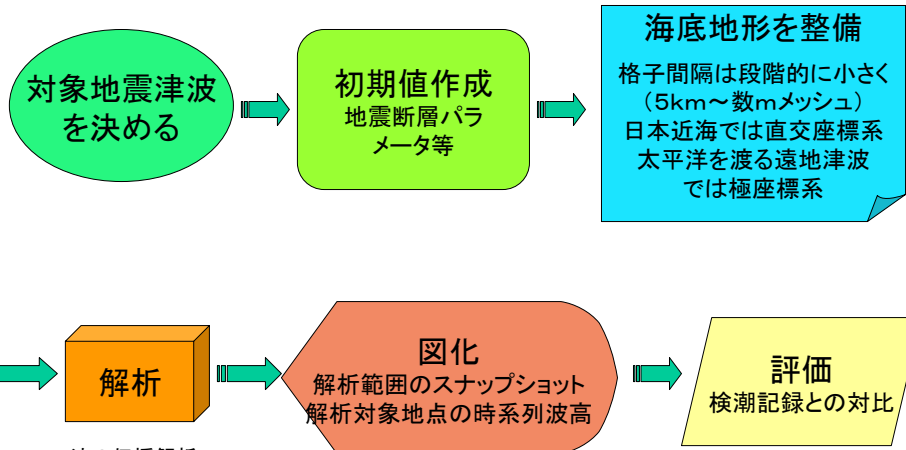 対象地震津波
を決める
初期値作成
地震断層パラ
メータ等
海底地形を整備
格子間隔は段階的に小さく
（5km～数mメッシュ）
日本近海では直交座標系
太平洋を渡る遠地津波
では極座標系
解析
図化
解析範囲のスナップショット
解析対象地点の時系列波高
評価
検潮記録との対比